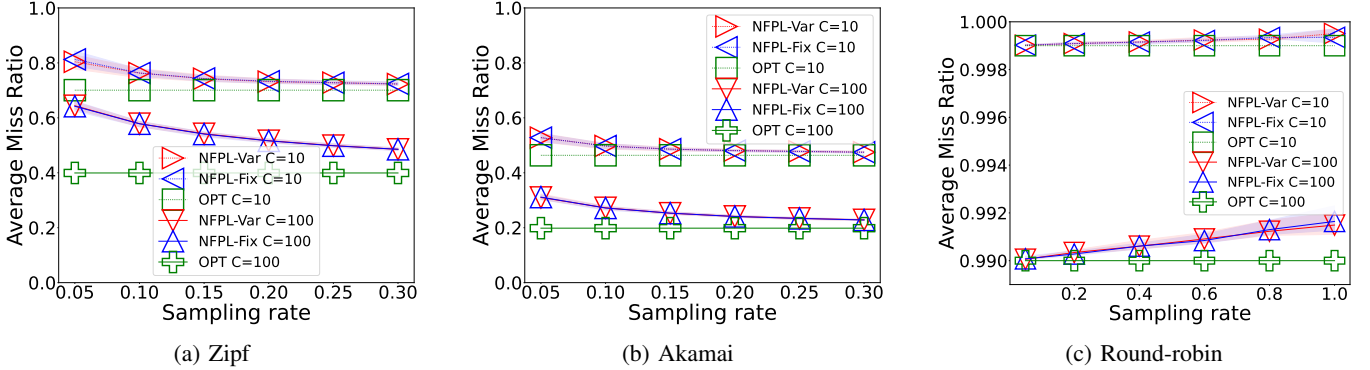 Average Miss Ratio
1.0
0.8
0.6
0.4
0.2
0.0
NFPL-Var C=10
NFPL-Fix C=10
OPT C=10
NFPL-Var C=100
NFPL-Fix C=100
OPT C=100
0.05 0.10 0.15 0.20 0.25 0.30
Sampling rate
(a) Zipf
Average Miss Ratio
1.0
0.8
0.6
0.4
0.2
0.0
NFPL-Var C=10
NFPL-Fix C=10
OPT C=10
NFPL-Var C=100
NFPL-Fix C=100
OPT C=100
0.05 0.10 0.15 0.20 0.25 0.30
Sampling rate
(b) Akamai
Average Miss Ratio
1.000
0.998
0.996
0.994
0.992
0.990
NFPL-Var C=10
NFPL-Fix C=10
OPT C=10
NFPL-Var C=100
NFPL-Fix C=100
OPT C=100
0.2 0.4 0.6 0.8 1.0
Sampling rate
(c) Round-robin